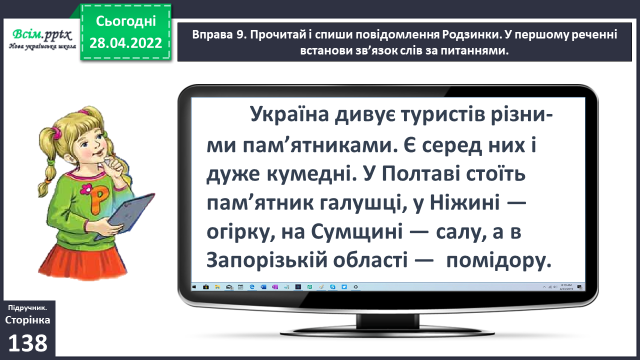 Всім.pptx
Нова українська школа
Сьогодні
28.04.2022
Вправа 9. Прочитай і спиши повідомлення Родзинки. У першому реченні
встанови зв’язок слів за питаннями.
Україна дивує туристів різни-
ми пам’ятниками. Є серед них і
дуже кумедні. У Полтаві стоїть
пам’ятник галушці, у Ніжині —
огірку, на Сумщині — салу, а в
Запорізькій області — помідору.
Р
Підручник.
Сторінка
138